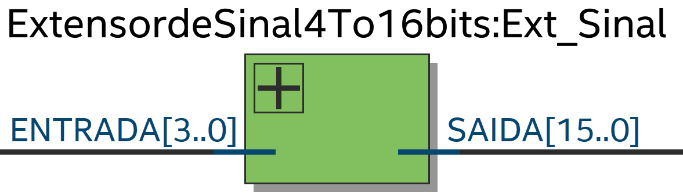 ExtensordeSinal4To16bits:Ext_Sinal
ENTRADA[3..0]
SAIDA[15..0]